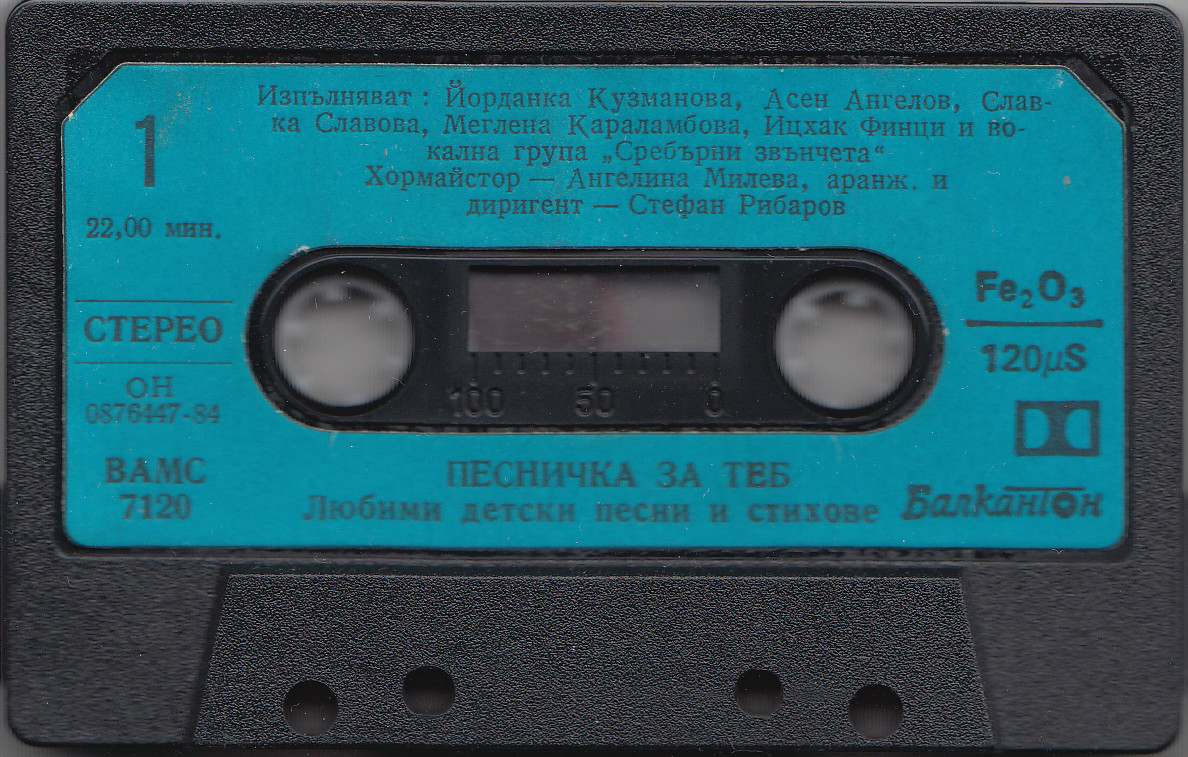 Изпълняват : Йорданка Кузманова, Асен Ангелов, Слав-
ка Славова, Меглена Караламбова, Ицхак Финци и во-
кална група „Сребърни звънчета“
Хормайстор — Ангелина Милева, аранж. и
диригент — Стефан Рибаров
1
22,00 мин.
СТЕРЕО
ОН
0876447-84
ВАМС
7120
Fe₂O₃
120µS
100 50 0
ПЕСНИЧКА ЗА ТЕБ
Любими детски песни и стихове
Балкантон